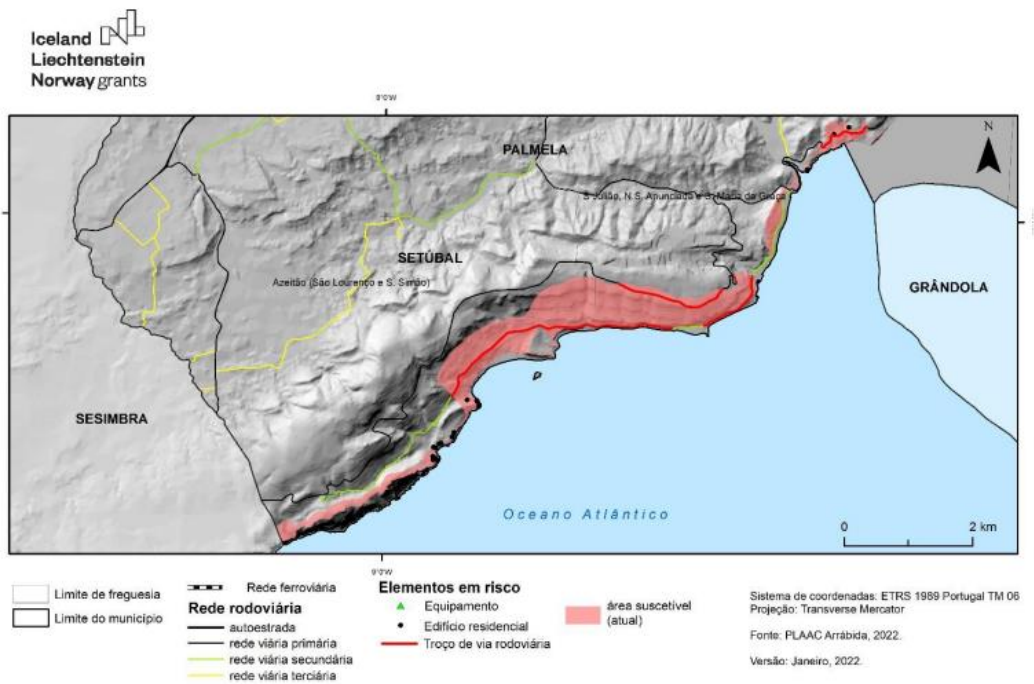 Iceland
Liechtenstein
Norway grants
9°0'W
N
PALMELA
S Julião, N.S. Anunciada e S. Maria da Graça
SETÚBAL
GRÂNDOLA
Azeitão (São Lourenço e S. Simão)
SESIMBRA
Oceano Atlântico
0 2 km
9°0'W
Limite de freguesia
Limite do município
Rede ferroviária
Rede rodoviária
autoestrada
rede viária primária
rede viária secundária
rede viária terciária
Elementos em risco
Equipamento
Edifício residencial
Troço de via rodoviária
área suscetível
(atual)
Sistema de coordenadas: ETRS 1989 Portugal TM 06
Projeção: Transverse Mercator
Fonte: PLAAC Arrábida, 2022.
Versão: Janeiro, 2022.